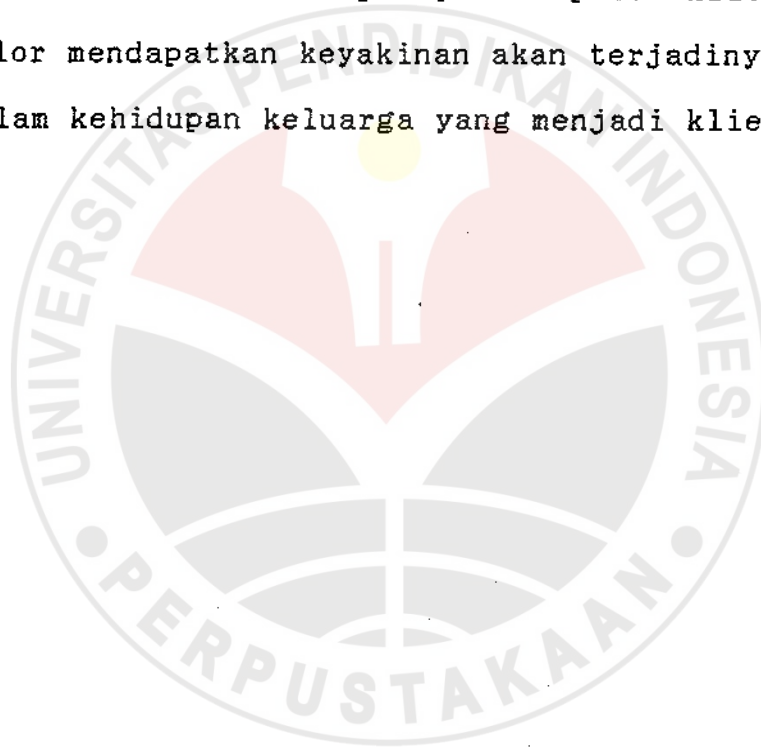 lor mendapatkan keyakinan akan terjadiny
lam kehidupan keluarga yang menjadi klie
UNIVERSITAS PENDIDIKAN INDONESIA
PERPUSTAKAAN